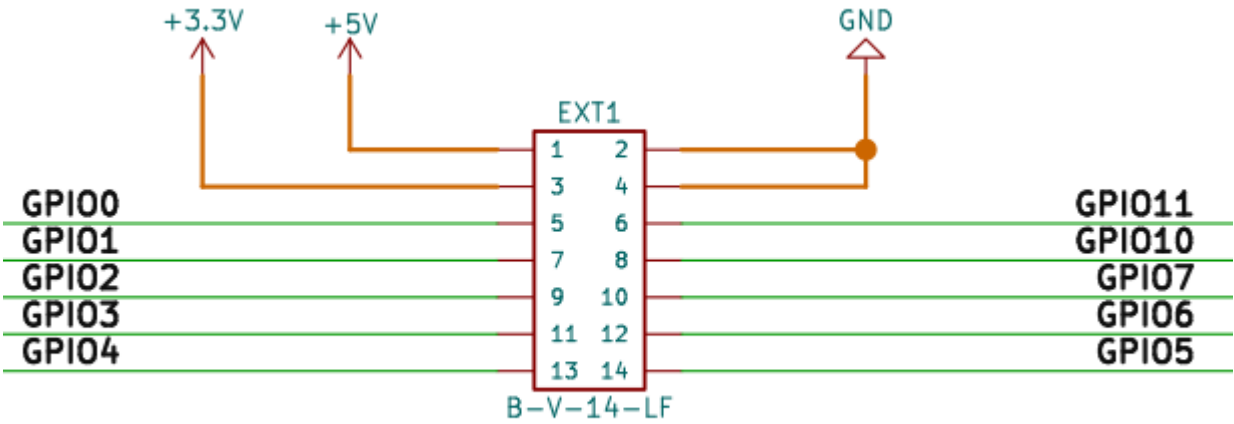 +3.3V +5V GND
EXT1
1 2
3 4
GPIO0 5 6 GPIO11
GPIO1 7 8 GPIO10
GPIO2 9 10 GPIO7
GPIO3 11 12 GPIO6
GPIO4 13 14 GPIO5
B-V-14-LF